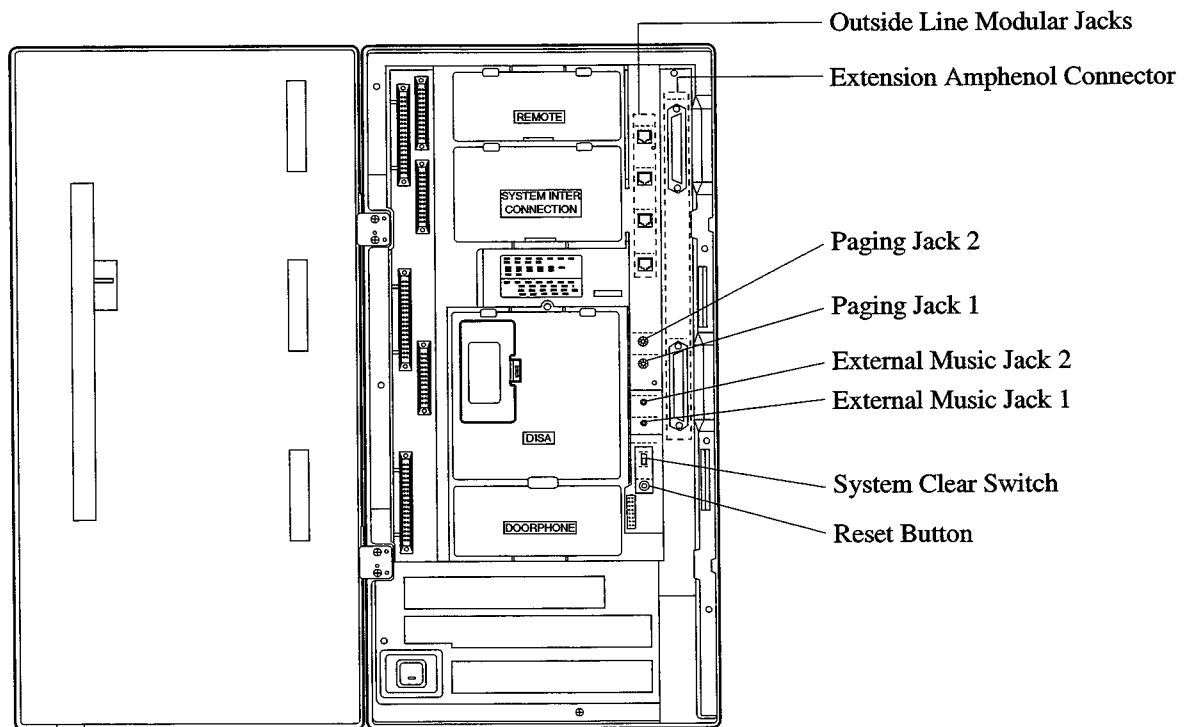 Outside Line Modular Jacks
Extension Amphenol Connector
REMOTE
SYSTEM INTER
CONNECTION
Paging Jack 2
Paging Jack 1
External Music Jack 2
External Music Jack 1
DISA
System Clear Switch
DOORPHONE
Reset Button